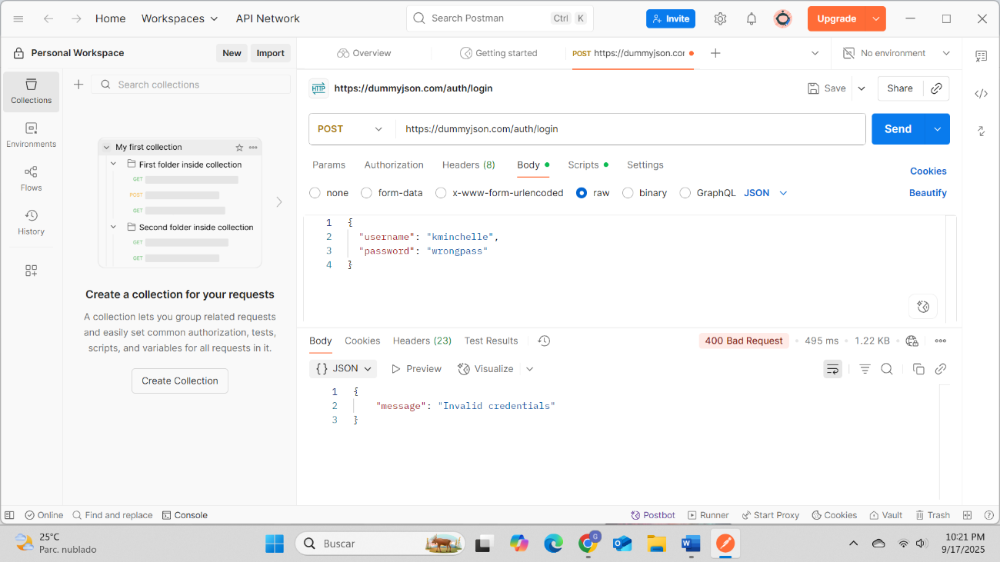 Home Workspaces API Network Search Postman Ctrl K Invite Upgrade
Personal Workspace New Import Overview Getting started POST https://dummyjson.cor No environment
Collections
Environments
Flows
History
Search collections
My first collection
First folder inside collection
GET
POST
GET
Second folder inside collection
GET
GET
Create a collection for your requests
A collection lets you group related requests
and easily set common authorization, tests,
scripts, and variables for all requests in it.
Create Collection
HTTP https://dummyjson.com/auth/login Save Share
POST https://dummyjson.com/auth/login Send
Params Authorization Headers (8) Body Scripts Settings Cookies
none form-data x-www-form-urlencoded raw binary GraphQL JSON Beautify
1 {
2 "username": "kminchelle",
3 "password": "wrongpass"
4 }
Body Cookies Headers (23) Test Results 400 Bad Request 495 ms 1.22 KB
{} JSON Preview Visualize
1 {
2 "message": "Invalid credentials"
3 }
Online Find and replace Console Postbot Runner Start Proxy Cookies Vault Trash
25°C
Parc. nublado
Buscar
10:21 PM
9/17/2025